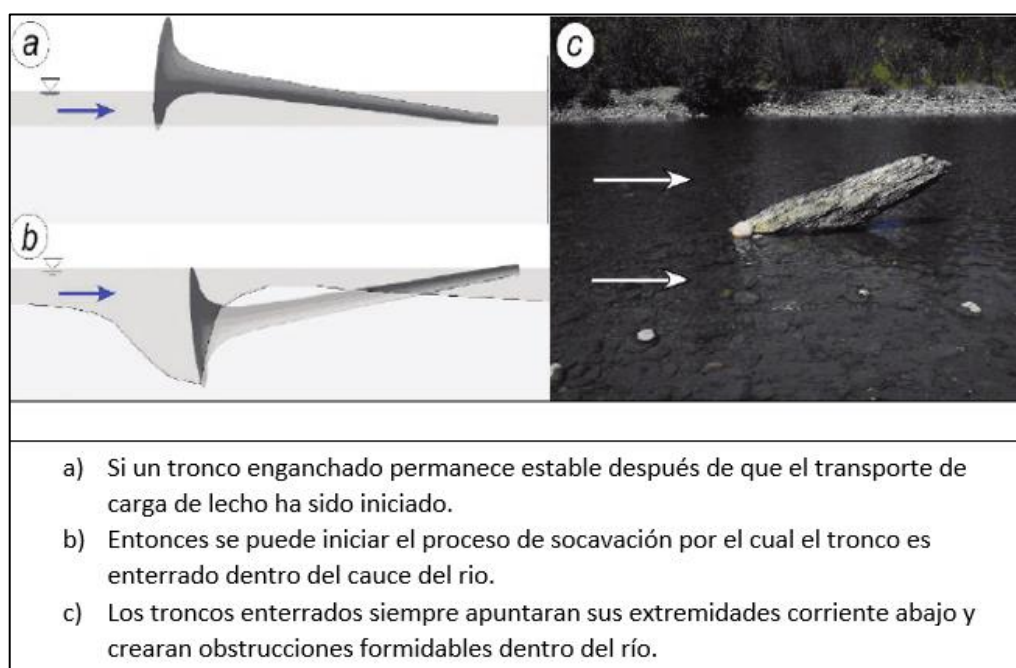 a
c
b
a) Si un tronco enganchado permanece estable después de que el transporte de
carga de lecho ha sido iniciado.
b) Entonces se puede iniciar el proceso de socavación por el cual el tronco es
enterrado dentro del cauce del rio.
c) Los troncos enterrados siempre apuntaran sus extremidades corriente abajo y
crearan obstrucciones formidables dentro del río.